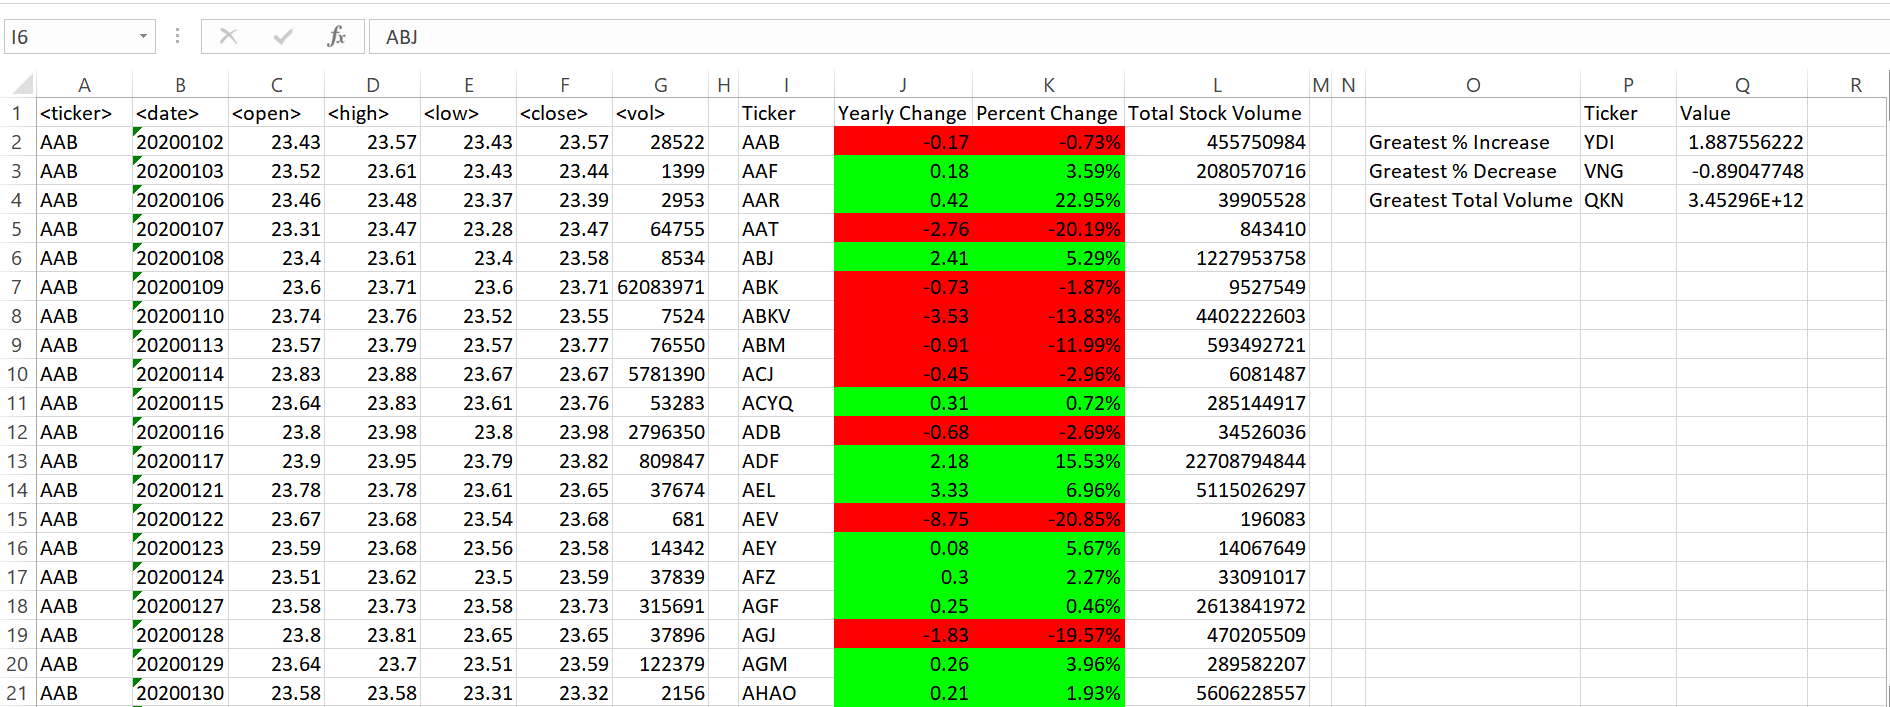 I6 fx ABJ
A B C D E F G H I J K L M N O P Q R
1 <ticker> <date> <open> <high> <low> <close> <vol> Ticker Yearly Change Percent Change Total Stock Volume Ticker Value
2 AAB 20200102 23.43 23.57 23.43 23.57 28522 AAB -0.17 -0.73% 455750984 Greatest % Increase YDI 1.887556222
3 AAB 20200103 23.52 23.61 23.43 23.44 1399 AAF 0.18 3.59% 2080570716 Greatest % Decrease VNG -0.89047748
4 AAB 20200106 23.46 23.48 23.37 23.39 2953 AAR 0.42 22.95% 39905528 Greatest Total Volume QKN 3.45296E+12
5 AAB 20200107 23.31 23.47 23.28 23.47 64755 AAT -2.76 -20.19% 843410
6 AAB 20200108 23.4 23.61 23.4 23.58 8534 ABJ 2.41 5.29% 1227953758
7 AAB 20200109 23.6 23.71 23.6 23.71 62083971 ABK -0.73 -1.87% 9527549
8 AAB 20200110 23.74 23.76 23.52 23.55 7524 ABKV -3.53 -13.83% 4402222603
9 AAB 20200113 23.57 23.79 23.57 23.77 76550 ABM -0.91 -11.99% 593492721
10 AAB 20200114 23.83 23.88 23.67 23.67 5781390 ACJ -0.45 -2.96% 6081487
11 AAB 20200115 23.64 23.83 23.61 23.76 53283 ACYQ 0.31 0.72% 285144917
12 AAB 20200116 23.8 23.98 23.8 23.98 2796350 ADB -0.68 -2.69% 34526036
13 AAB 20200117 23.9 23.95 23.79 23.82 809847 ADF 2.18 15.53% 22708794844
14 AAB 20200121 23.78 23.78 23.61 23.65 37674 AEL 3.33 6.96% 5115026297
15 AAB 20200122 23.67 23.68 23.54 23.68 681 AEV -8.75 -20.85% 196083
16 AAB 20200123 23.59 23.68 23.56 23.58 14342 AEY 0.08 5.67% 14067649
17 AAB 20200124 23.51 23.62 23.5 23.59 37839 AFZ 0.3 2.27% 33091017
18 AAB 20200127 23.58 23.73 23.58 23.73 315691 AGF 0.25 0.46% 2613841972
19 AAB 20200128 23.8 23.81 23.65 23.65 37896 AGJ -1.83 -19.57% 470205509
20 AAB 20200129 23.64 23.7 23.51 23.59 122379 AGM 0.26 3.96% 289582207
21 AAB 20200130 23.58 23.58 23.31 23.32 2156 AHAO 0.21 1.93% 5606228557